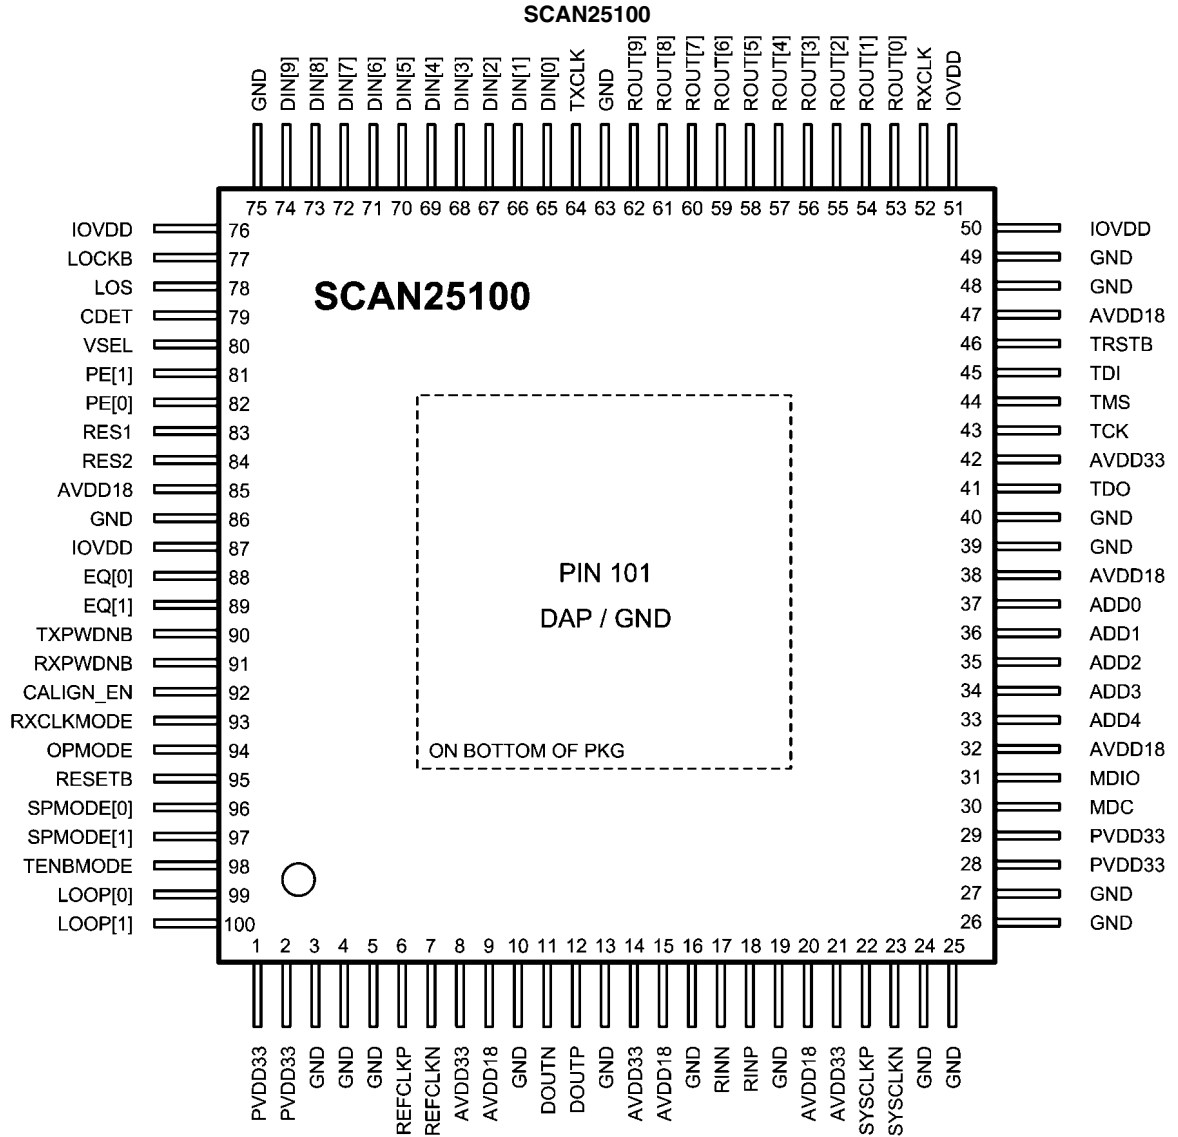 SCAN25100
GND DIN[9] DIN[8] DIN[7] DIN[6] DIN[5] DIN[4] DIN[3] DIN[2] DIN[1] DIN[0] TXCLK GND ROUT[9] ROUT[8] ROUT[7] ROUT[6] ROUT[5] ROUT[4] ROUT[3] ROUT[2] ROUT[1] ROUT[0] RXCLK IOVDD
75 74 73 72 71 70 69 68 67 66 65 64 63 62 61 60 59 58 57 56 55 54 53 52 51
IOVDD 76 50 IOVDD
LOCKB 77 49 GND
LOS 78 48 GND
SCAN25100
CDET 79 47 AVDD18
VSEL 80 46 TRSTB
PE[1] 81 45 TDI
PE[0] 82 44 TMS
RES1 83 43 TCK
RES2 84 42 AVDD33
AVDD18 85 41 TDO
GND 86 40 GND
IOVDD 87 39 GND
EQ[0] 88 PIN 101 38 AVDD18
EQ[1] 89 DAP / GND 37 ADD0
TXPWDNB 90 36 ADD1
RXPWDNB 91 35 ADD2
CALIGN_EN 92 34 ADD3
RXCLKMODE 93 33 ADD4
OPMODE 94 ON BOTTOM OF PKG 32 AVDD18
RESETB 95 31 MDIO
SPMODE[0] 96 30 MDC
SPMODE[1] 97 29 PVDD33
TENBMODE 98 28 PVDD33
LOOP[0] 99 27 GND
LOOP[1] 100 26 GND
1 2 3 4 5 6 7 8 9 10 11 12 13 14 15 16 17 18 19 20 21 22 23 24 25
PVDD33 PVDD33 GND GND GND REFCLKP REFCLKN AVDD33 AVDD18 GND DOUTN DOUTP GND AVDD33 AVDD18 GND RINN RINP GND AVDD18 AVDD33 SYSCLKP SYSCLKN GND GND